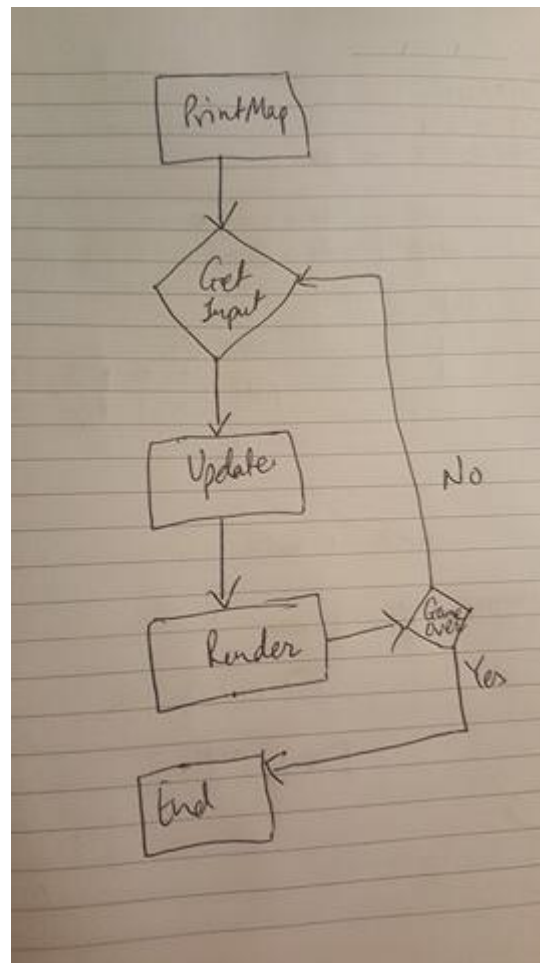 PrintMap
Get
Input
Update
No
Render
Game
over
Yes
End